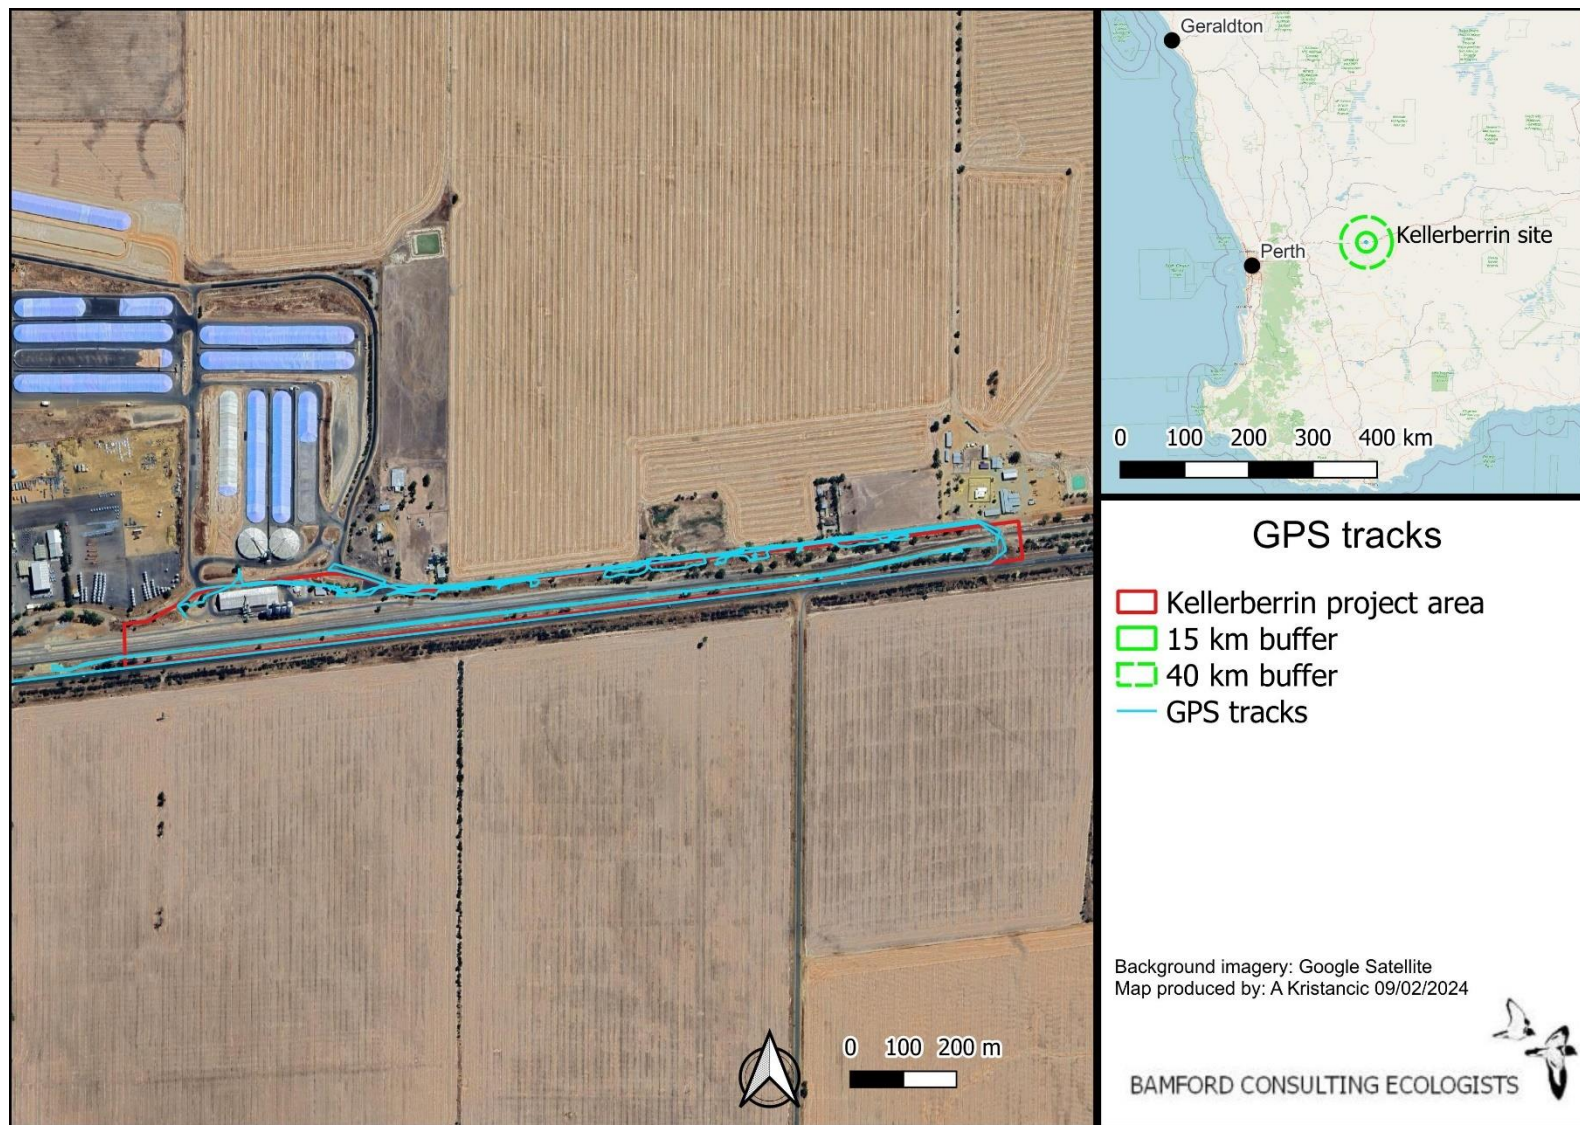 Geraldton
Kellerberrin site
Perth
0 100 200 300 400 km
GPS tracks
Kellerberrin project area
15 km buffer
40 km buffer
GPS tracks
Background imagery: Google Satellite
Map produced by: A Kristancic 09/02/2024
0 100 200 m
BAMFORD CONSULTING ECOLOGISTS